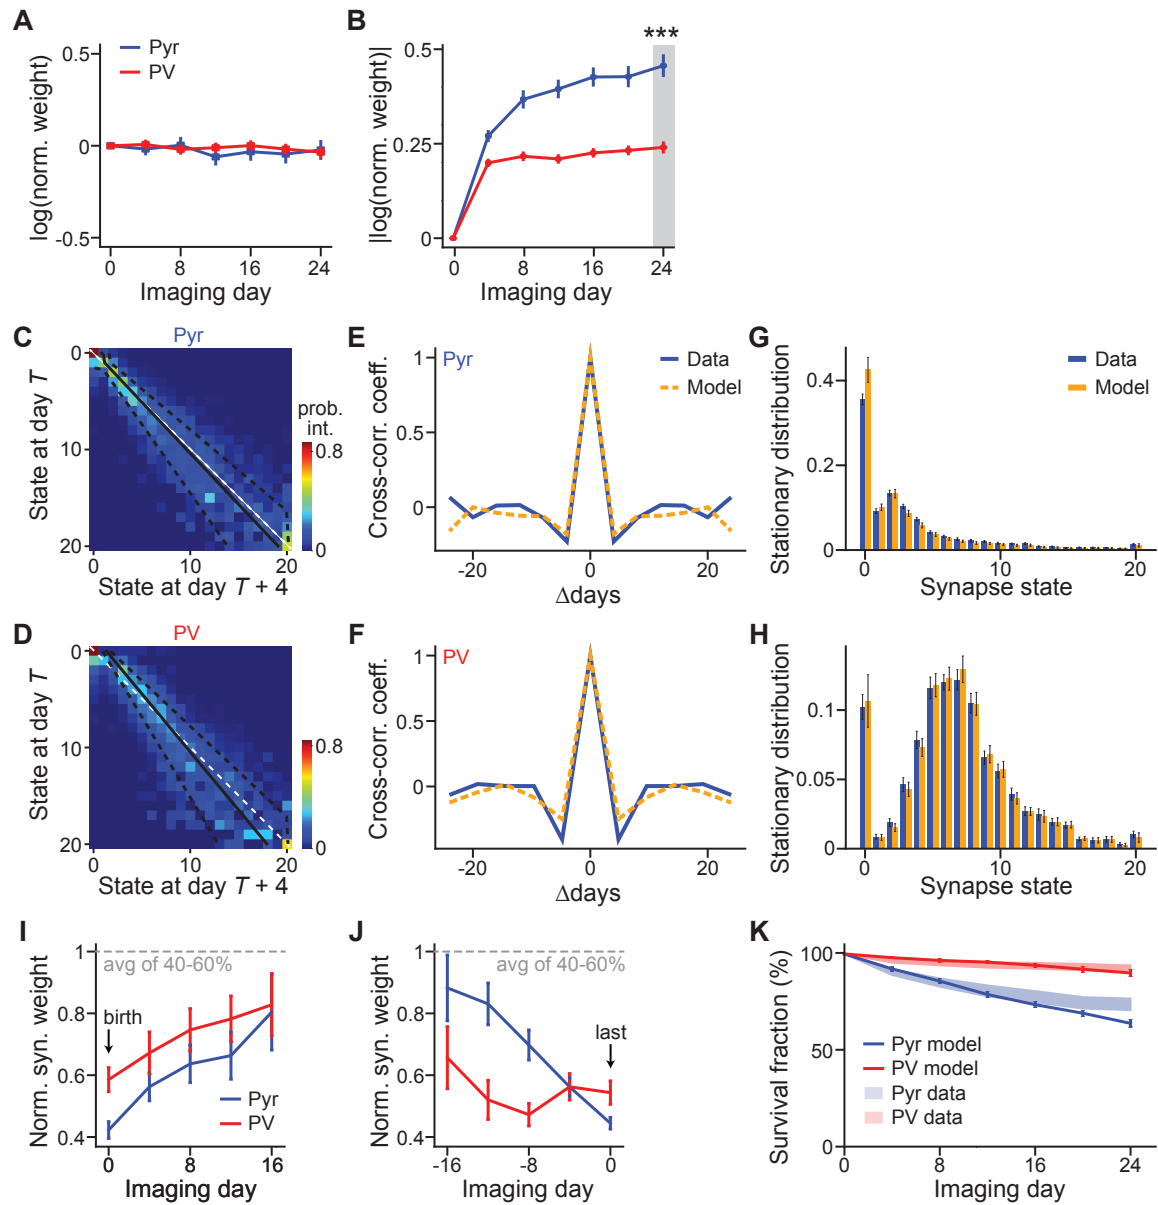 A
log(norm. weight)
0.5
0
-0.5
Pyr
PV
0
8
16
24
Imaging day
B
|log(norm. weight)|
0.5
0.25
0
***
0
8
16
24
Imaging day
C
Pyr
State at day T
0
10
20
0
10
20
State at day T + 4
prob.
int.
0.8
0
D
PV
State at day T
0
10
20
0
10
20
State at day T + 4
0.8
0
E
Pyr
Cross-corr. coeff.
1
0.5
0
-20
0
20
Δdays
Data
Model
F
PV
Cross-corr. coeff.
1
0.5
0
-20
0
20
Δdays
G
Stationary distribution
0.4
0.2
0
0
10
20
Synapse state
Data
Model
H
Stationary distribution
0.1
0.05
0
0
10
20
Synapse state
I
Norm. syn. weight
1
0.8
0.6
0.4
avg of 40-60%
birth
Pyr
PV
0
8
16
Imaging day
J
Norm. syn. weight
1
0.8
0.6
0.4
avg of 40-60%
last
-16
-8
0
Imaging day
K
Survival fraction (%)
100
50
0
Pyr model
PV model
Pyr data
PV data
0
8
16
24
Imaging day